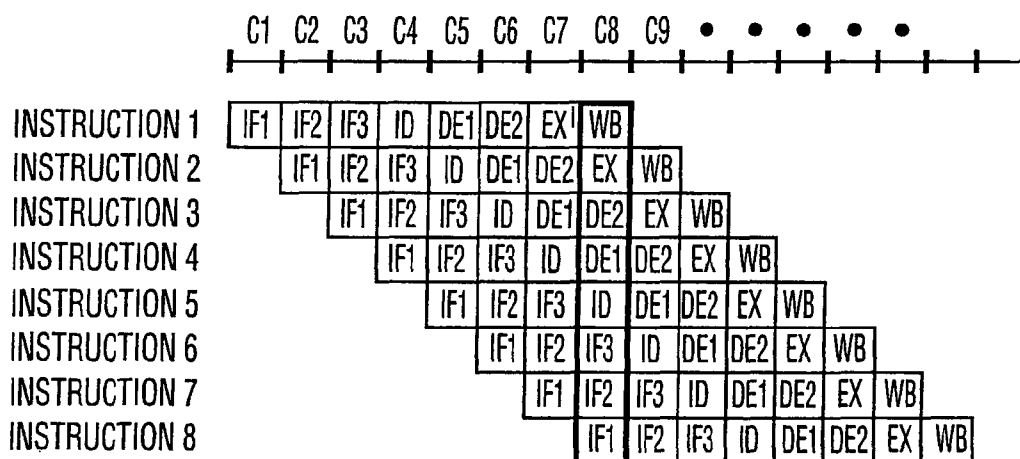 C1 C2 C3 C4 C5 C6 C7 C8 C9 • • • • •
INSTRUCTION 1 IF1 IF2 IF3 ID DE1 DE2 EX WB
INSTRUCTION 2 IF1 IF2 IF3 ID DE1 DE2 EX WB
INSTRUCTION 3 IF1 IF2 IF3 ID DE1 DE2 EX WB
INSTRUCTION 4 IF1 IF2 IF3 ID DE1 DE2 EX WB
INSTRUCTION 5 IF1 IF2 IF3 ID DE1 DE2 EX WB
INSTRUCTION 6 IF1 IF2 IF3 ID DE1 DE2 EX WB
INSTRUCTION 7 IF1 IF2 IF3 ID DE1 DE2 EX WB
INSTRUCTION 8 IF1 IF2 IF3 ID DE1 DE2 EX WB